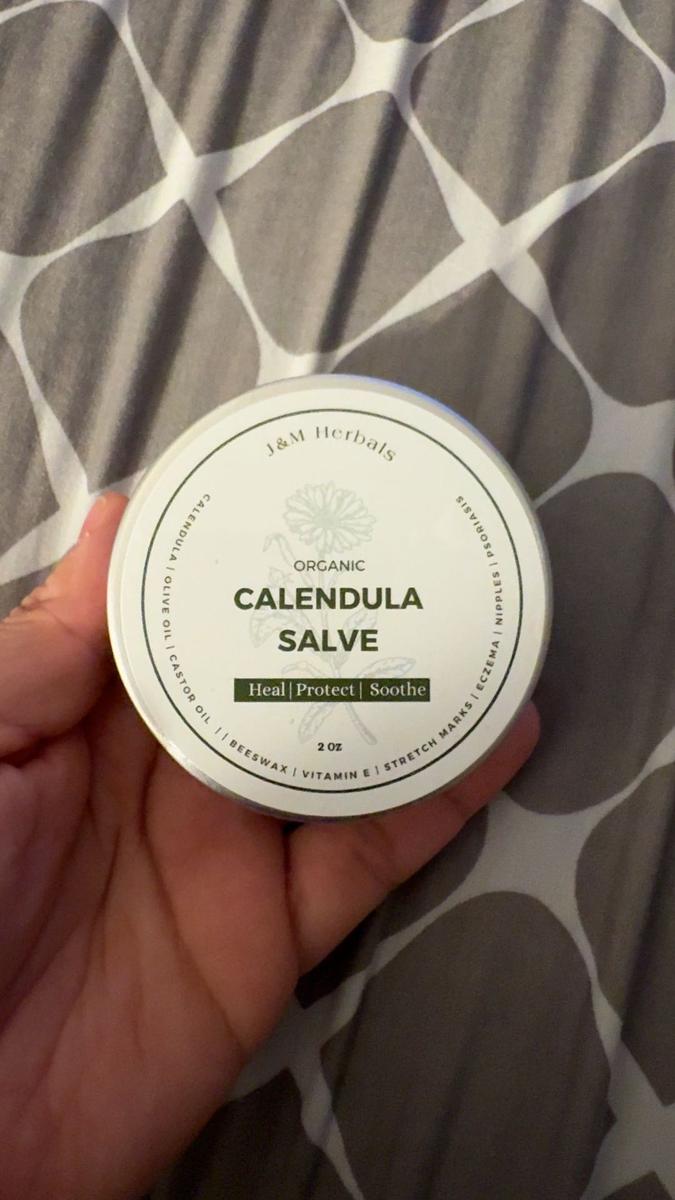 J&M Herbals
ORGANIC
CALENDULA
SALVE
Heal|Protect| Soothe
2 OZ
CALENDULA | OLIVE OIL | CASTOR OIL | | BEESWAX | VITAMIN E | STRETCH MARKS | ECZEMA | NIPPLES | PSORIASIS